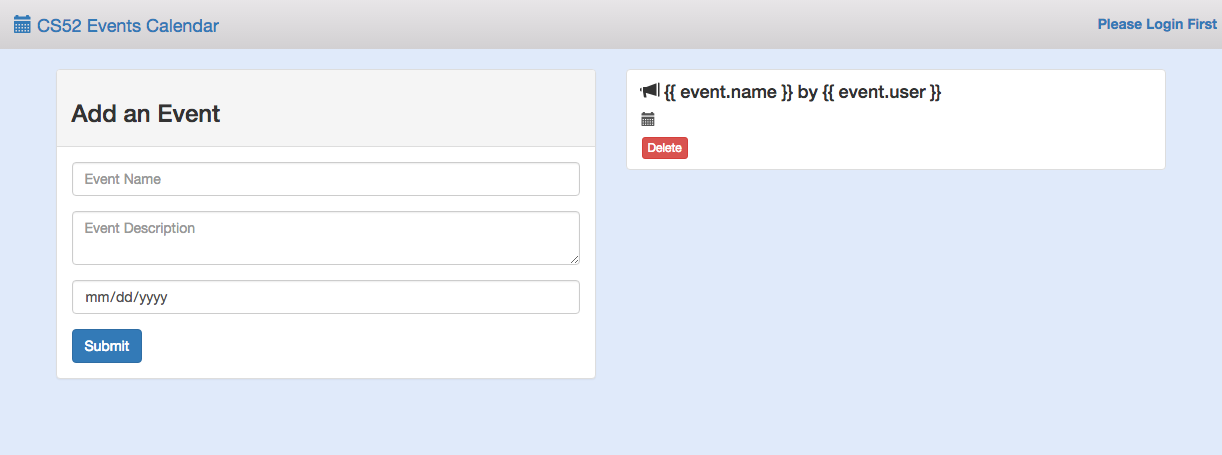 CS52 Events Calendar
Please Login First
Add an Event
Event Name
Event Description
mm/dd/yyyy
Submit
{{ event.name }} by {{ event.user }}
Delete